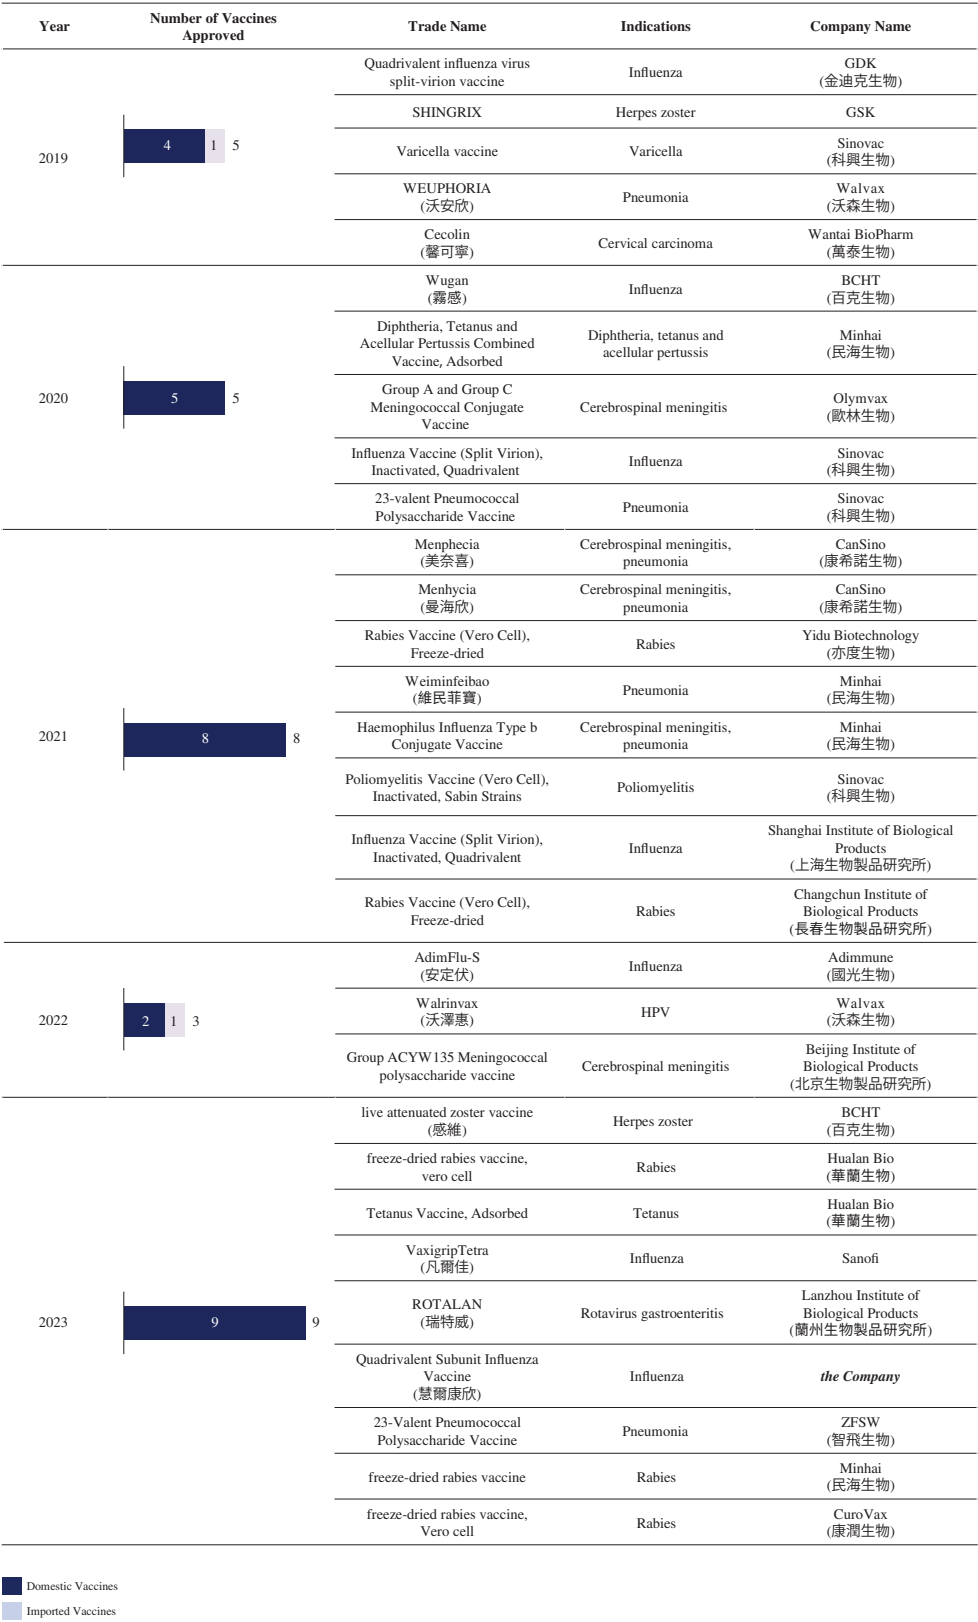 Year
Number of Vaccines
Approved
Trade Name
Indications
Company Name
2019
4
1
5
Quadrivalent influenza virus
split-virion vaccine
Influenza
GDK
(金迪克生物)
SHINGRIX
Herpes zoster
GSK
Varicella vaccine
Varicella
Sinovac
(科興生物)
WEUPHORIA
(沃安欣)
Pneumonia
Walvax
(沃森生物)
Cecolin
(馨可寧)
Cervical carcinoma
Wantai BioPharm
(萬泰生物)
2020
5
5
Wugan
(霧感)
Influenza
BCHT
(百克生物)
Diphtheria, Tetanus and
Acellular Pertussis Combined
Vaccine, Adsorbed
Diphtheria, tetanus and
acellular pertussis
Minhai
(民海生物)
Group A and Group C
Meningococcal Conjugate
Vaccine
Cerebrospinal meningitis
Olymvax
(歐林生物)
Influenza Vaccine (Split Virion),
Inactivated, Quadrivalent
Influenza
Sinovac
(科興生物)
23-valent Pneumococcal
Polysaccharide Vaccine
Pneumonia
Sinovac
(科興生物)
2021
8
8
Menphecia
(美奈喜)
Cerebrospinal meningitis,
pneumonia
CanSino
(康希諾生物)
Menhycia
(曼海欣)
Cerebrospinal meningitis,
pneumonia
CanSino
(康希諾生物)
Rabies Vaccine (Vero Cell),
Freeze-dried
Rabies
Yidu Biotechnology
(亦度生物)
Weiminfeibao
(維民菲寶)
Pneumonia
Minhai
(民海生物)
Haemophilus Influenza Type b
Conjugate Vaccine
Cerebrospinal meningitis,
pneumonia
Minhai
(民海生物)
Poliomyelitis Vaccine (Vero Cell),
Inactivated, Sabin Strains
Poliomyelitis
Sinovac
(科興生物)
Influenza Vaccine (Split Virion),
Inactivated, Quadrivalent
Influenza
Shanghai Institute of Biological
Products
(上海生物製品研究所)
Rabies Vaccine (Vero Cell),
Freeze-dried
Rabies
Changchun Institute of
Biological Products
(長春生物製品研究所)
2022
2
1
3
AdimFlu-S
(安定伏)
Influenza
Adimmune
(國光生物)
Walrinvax
(沃澤惠)
HPV
Walvax
(沃森生物)
Group ACYW135 Meningococcal
polysaccharide vaccine
Cerebrospinal meningitis
Beijing Institute of
Biological Products
(北京生物製品研究所)
2023
9
9
live attenuated zoster vaccine
(感維)
Herpes zoster
BCHT
(百克生物)
freeze-dried rabies vaccine,
vero cell
Rabies
Hualan Bio
(華蘭生物)
Tetanus Vaccine, Adsorbed
Tetanus
Hualan Bio
(華蘭生物)
VaxigripTetra
(凡爾佳)
Influenza
Sanofi
ROTALAN
(瑞特威)
Rotavirus gastroenteritis
Lanzhou Institute of
Biological Products
(蘭州生物製品研究所)
Quadrivalent Subunit Influenza
Vaccine
(慧爾康欣)
Influenza
the Company
23-Valent Pneumococcal
Polysaccharide Vaccine
Pneumonia
ZFSW
(智飛生物)
freeze-dried rabies vaccine
Rabies
Minhai
(民海生物)
freeze-dried rabies vaccine,
Vero cell
Rabies
CuroVax
(康潤生物)
Domestic Vaccines
Imported Vaccines